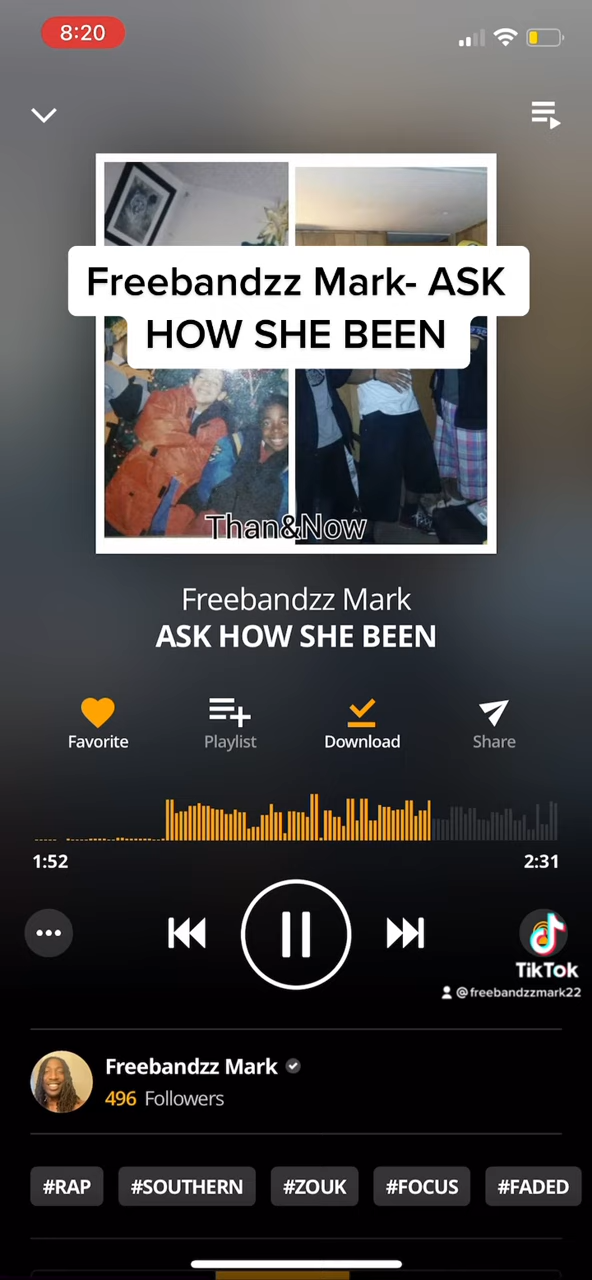 8:20
Freebandzz Mark- ASK
HOW SHE BEEN
Than&Now
Freebandzz Mark
ASK HOW SHE BEEN
Favorite
Playlist
Download
Share
1:52
2:31
TikTok
@freebandzzmark22
Freebandzz Mark
496 Followers
#RAP
#SOUTHERN
#ZOUK
#FOCUS
#FADED